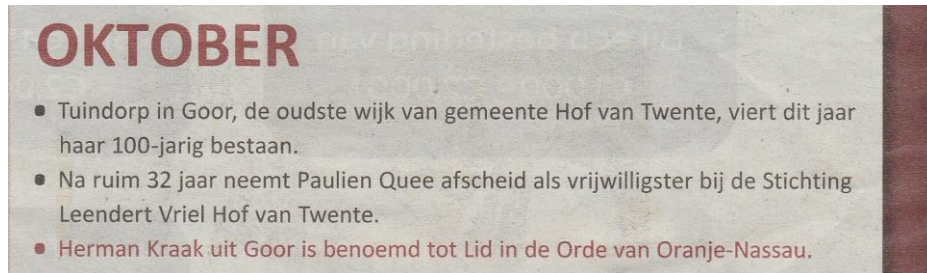 OKTOBER
• Tuindorp in Goor, de oudste wijk van gemeente Hof van Twente, viert dit jaar
haar 100-jarig bestaan.
• Na ruim 32 jaar neemt Paulien Quee afscheid als vrijwilligster bij de Stichting
Leendert Vriel Hof van Twente.
• Herman Kraak uit Goor is benoemd tot Lid in de Orde van Oranje-Nassau.